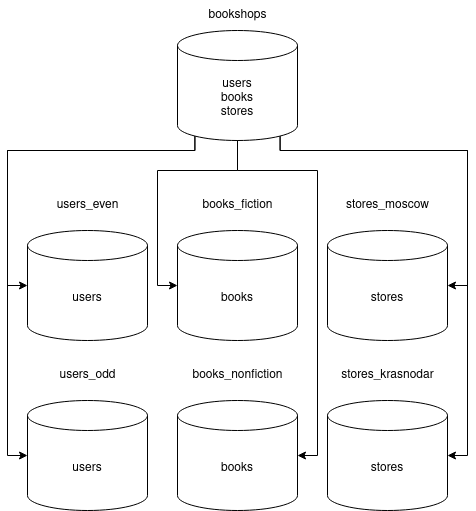 bookshops
users
books
stores
users_even
books_fiction
stores_moscow
users
books
stores
users_odd
books_nonfiction
stores_krasnodar
users
books
stores